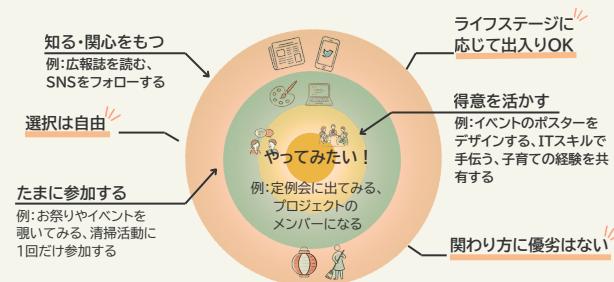 知る・関心をもつ
例：広報誌を読む、
SNSをフォローする
選択は自由
たまに参加する
例：お祭りやイベントを
覗いてみる、清掃活動に
1回だけ参加する
やってみたい！
例：定例会に出てみる、
プロジェクトの
メンバーになる
ライフステージに
応じて出入りOK
得意を活かす
例：イベントのポスターを
デザインする、ITスキルで
手伝う、子育ての経験を共
有する
関わり方に優劣はない